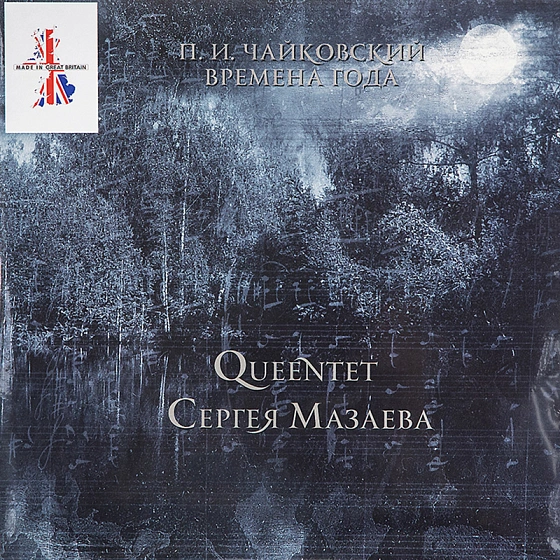 MADE IN GREAT BRITAIN
П. И. ЧАЙКОВСКИЙ
ВРЕМЕНА ГОДА
QUEENTET
СЕРГЕЯ МАЗАЕВА